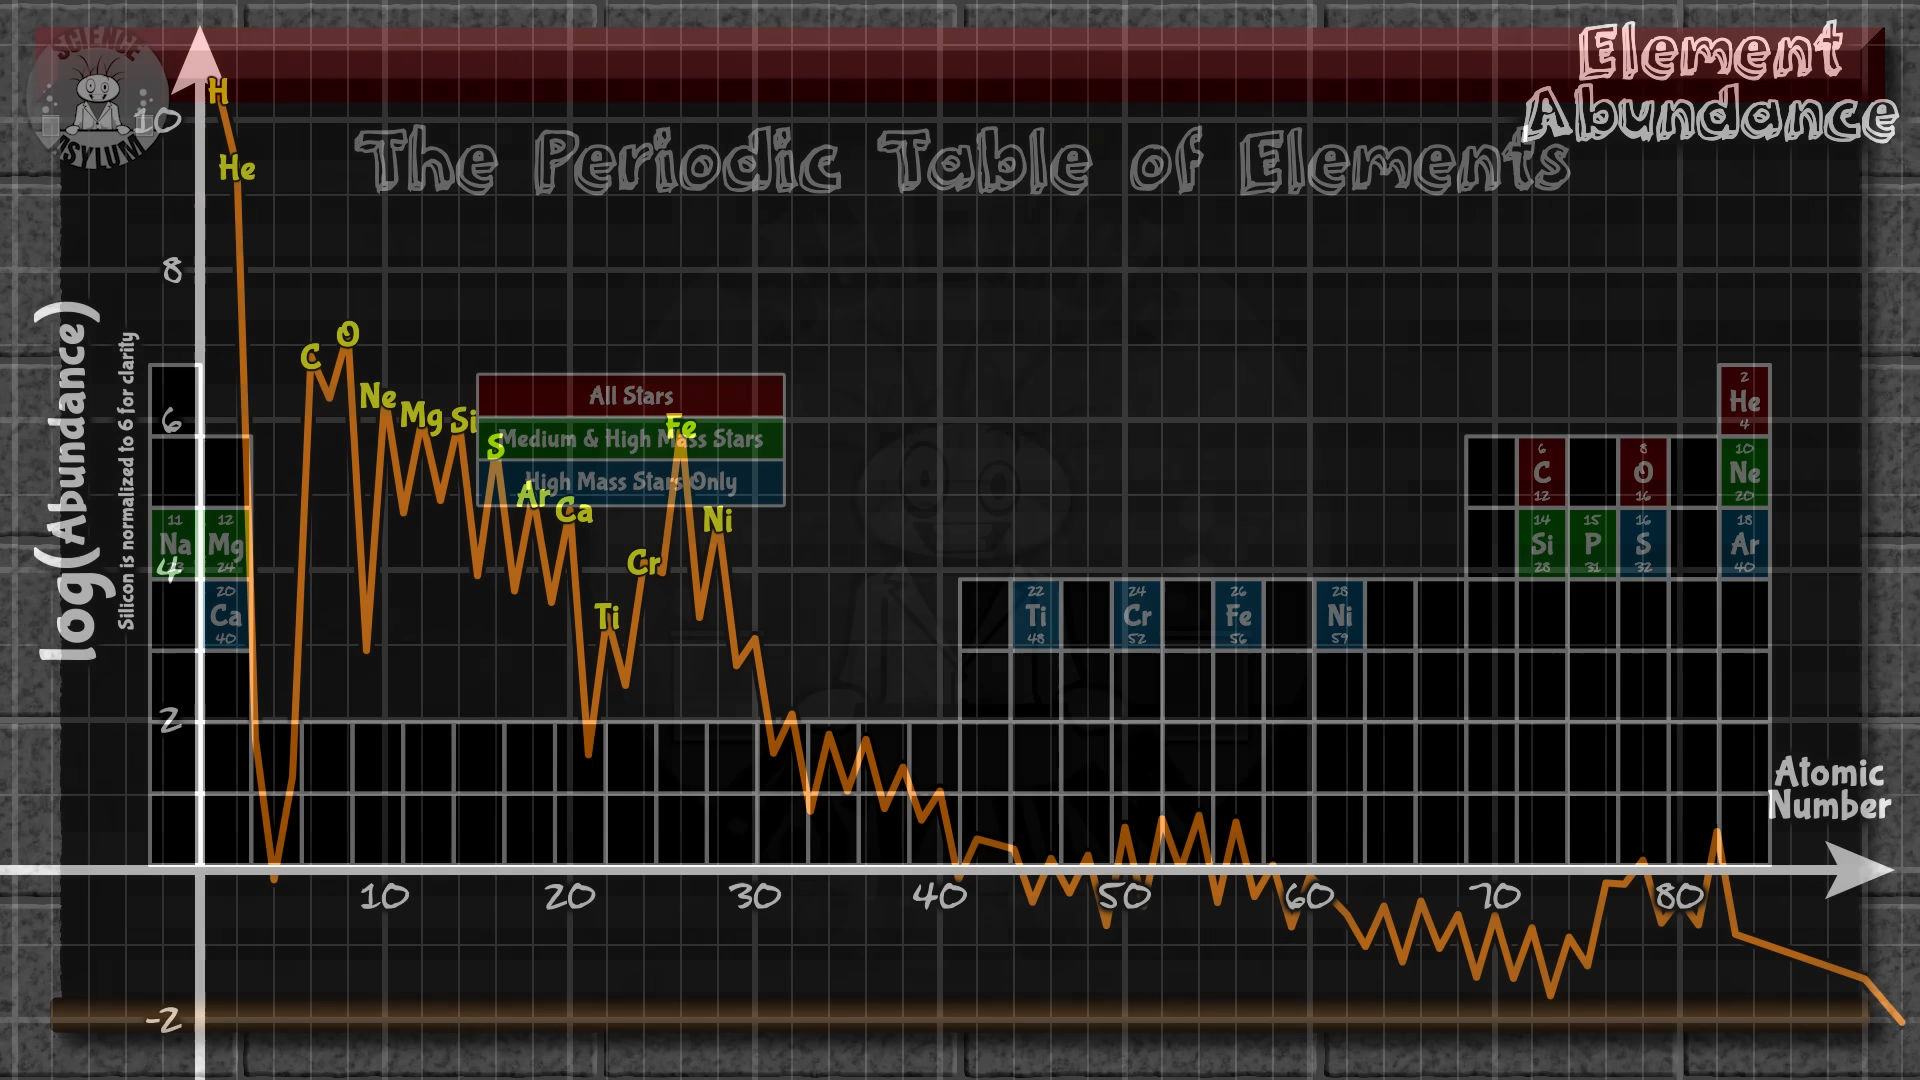 SCIENCE
ASYLUM
Element
Abundance
The Periodic Table of Elements
log(Abundance)
Silicon is normalized to 6 for clarity
10
8
6
4
2
-2
H
He
C
O
Ne
Mg
Si
S
Ar
Ca
Ti
Cr
Fe
Ni
All Stars
Medium & High Mass Stars
High Mass Stars Only
2
He
4
6
C
12
8
O
16
10
Ne
20
11
Na
23
12
Mg
24
14
Si
28
15
P
31
16
S
32
18
Ar
40
20
Ca
40
22
Ti
48
24
Cr
52
26
Fe
56
28
Ni
59
Atomic
Number
10 20 30 40 50 60 70 80